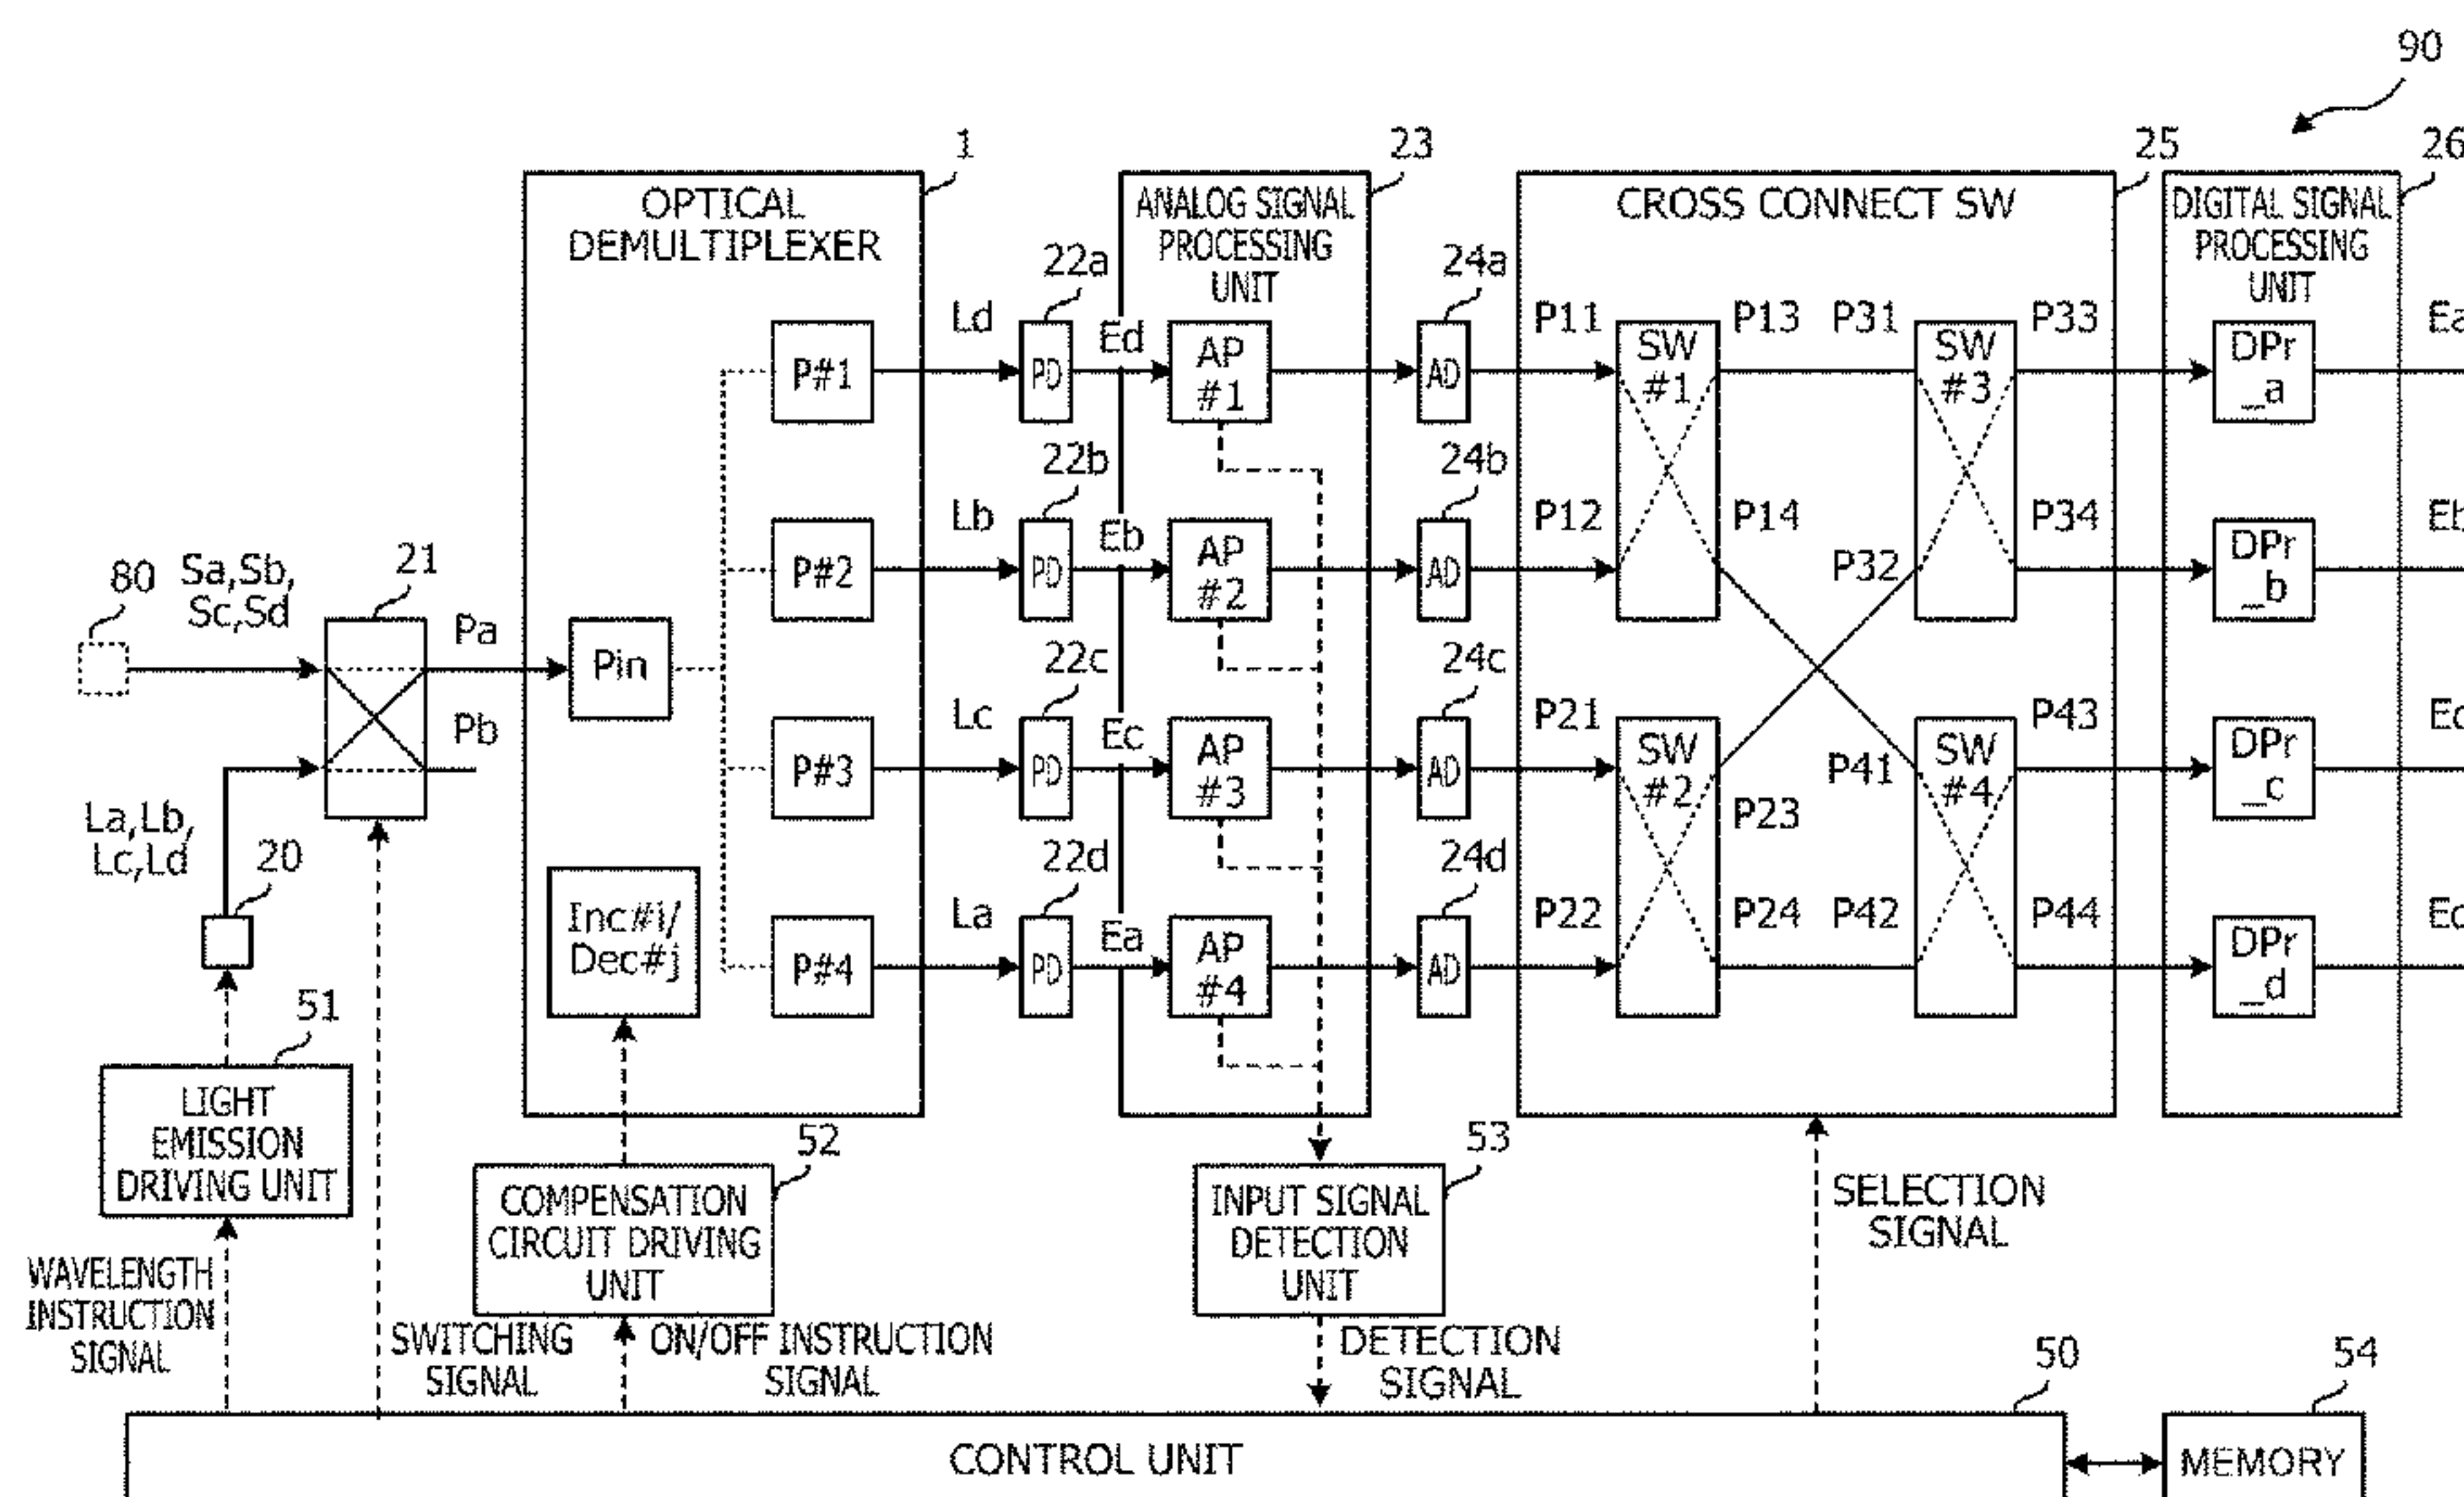 90
1
23
25
26
OPTICAL
DEMULTIPLEXER
ANALOG SIGNAL
PROCESSING
UNIT
CROSS CONNECT SW
DIGITAL SIGNAL
PROCESSING
UNIT
22a
24a
Ld
Ed
P#1
PD
AP
#1
AD
P11
SW
#1
P13
P31
SW
#3
P33
DPr
_a
Ea
22b
24b
Lb
Eb
P#2
PD
AP
#2
AD
P12
P14
P32
P34
DPr
_b
Eb
80
Sa,Sb,
Sc,Sd
21
Pa
Pb
Pin
22c
24c
Lc
Ec
P#3
PD
AP
#3
AD
P21
SW
#2
P23
P41
SW
#4
P43
DPr
_c
La,Lb,
Lc,Ld
20
Inc#i/
Dec#j
22d
24d
La
Ea
P#4
PD
AP
#4
AD
P22
P24
P42
P44
DPr
_d
51
LIGHT
EMISSION
DRIVING UNIT
52
COMPENSATION
CIRCUIT DRIVING
UNIT
53
INPUT SIGNAL
DETECTION
UNIT
SELECTION
SIGNAL
WAVELENGTH
INSTRUCTION
SIGNAL
SWITCHING
SIGNAL
ON/OFF INSTRUCTION
SIGNAL
DETECTION
SIGNAL
50
54
CONTROL UNIT
MEMORY